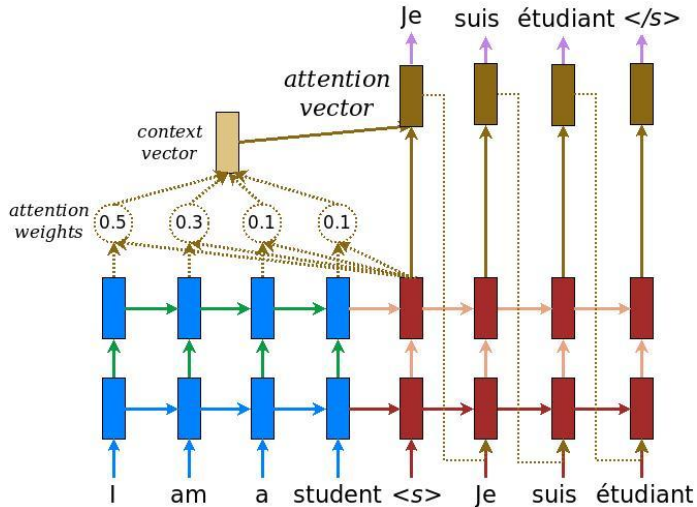 Je suis étudiant </s>
attention
vector
context
vector
attention
weights
0.5 0.3 0.1 0.1
I am a student <s> Je suis étudiant